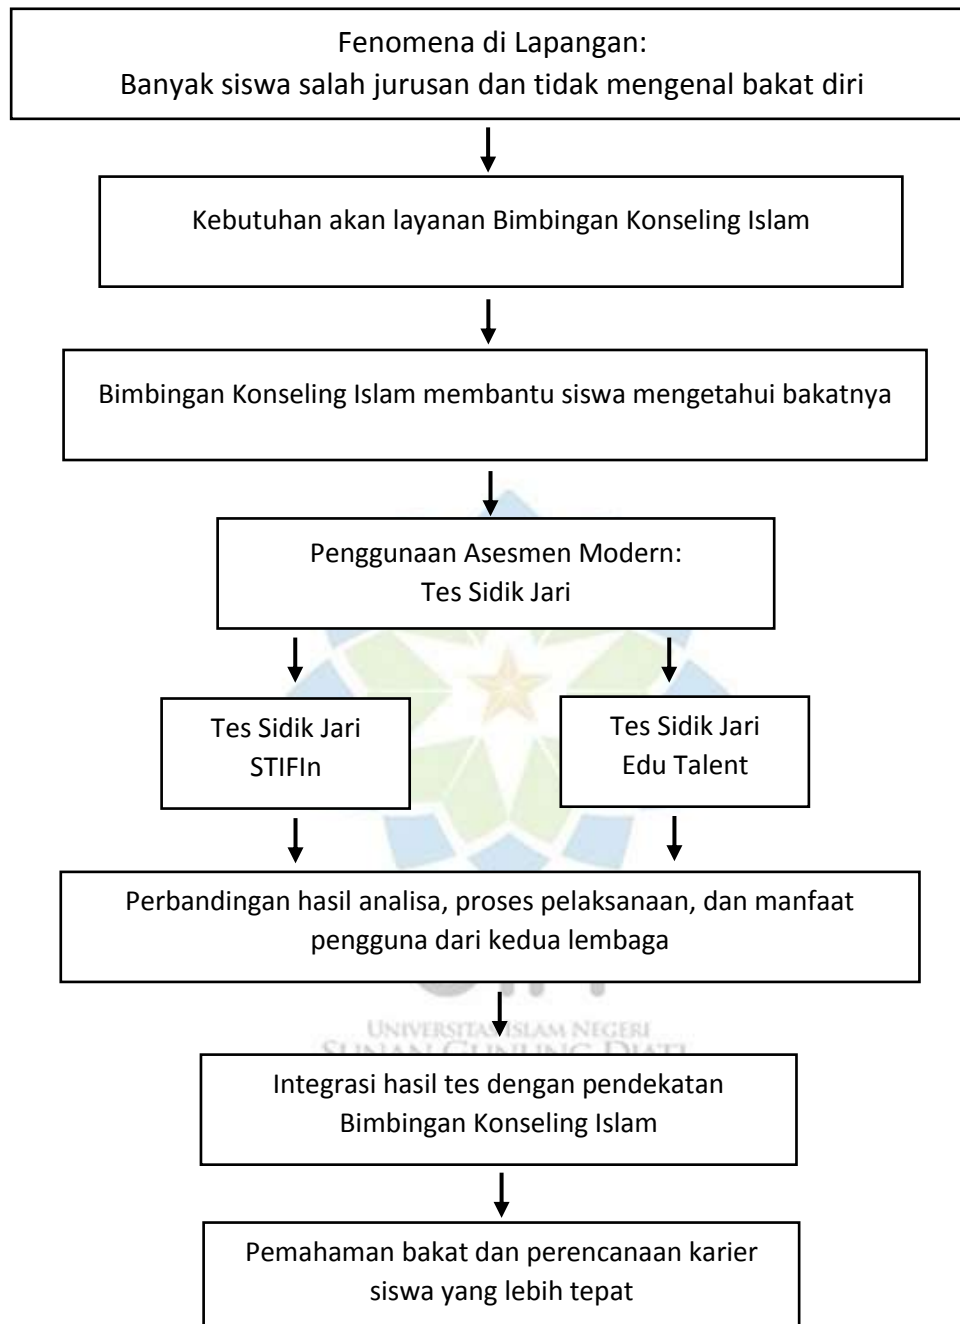 Fenomena di Lapangan:
Banyak siswa salah jurusan dan tidak mengenal bakat diri
Kebutuhan akan layanan Bimbingan Konseling Islam
Bimbingan Konseling Islam membantu siswa mengetahui bakatnya
Penggunaan Asesmen Modern:
Tes Sidik Jari
Tes Sidik Jari
STIFIn
Tes Sidik Jari
Edu Talent
Perbandingan hasil analisa, proses pelaksanaan, dan manfaat
pengguna dari kedua lembaga
UNIVERSITAS ISLAM NEGERI
SUNAN GUNUNG DJATI
Integrasi hasil tes dengan pendekatan
Bimbingan Konseling Islam
Pemahaman bakat dan perencanaan karier
siswa yang lebih tepat